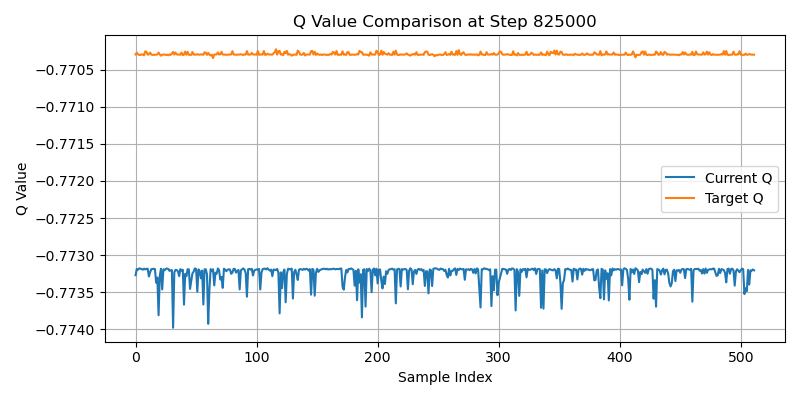 Q Value Comparison at Step 825000
Q Value
−0.7705
−0.7710
−0.7715
−0.7720
−0.7725
−0.7730
−0.7735
−0.7740
Current Q
Target Q
0 100 200 300 400 500
Sample Index